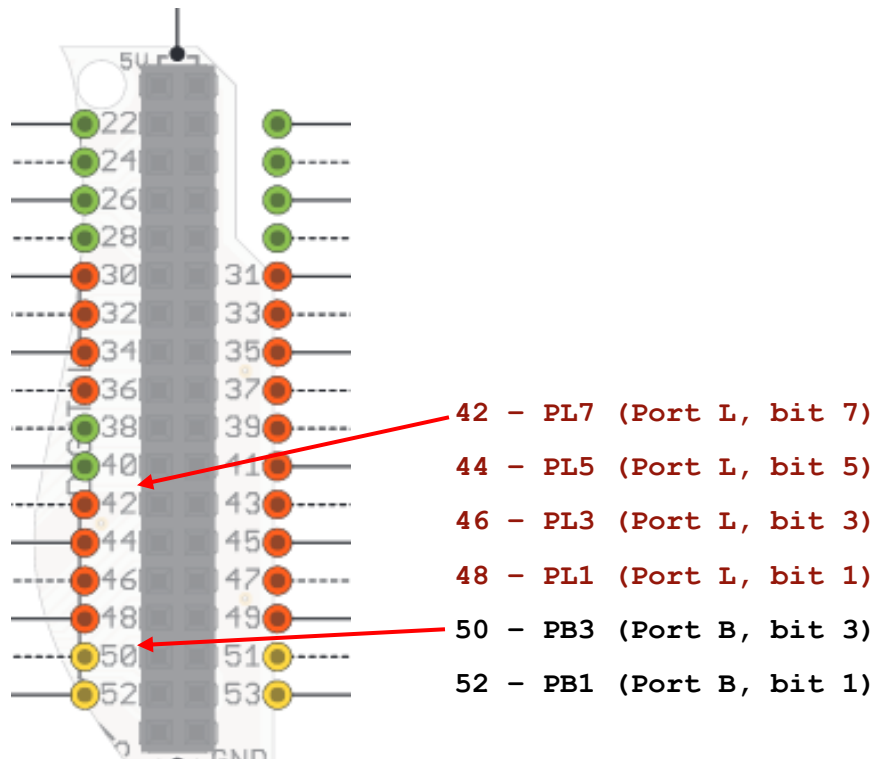 5V
22
24
26
28
30 31
32 33
34 35
36 37
38 39
40 41
42 43
44 45
46 47
48 49
50 51
52 53
GND
42 – PL7 (Port L, bit 7)
44 – PL5 (Port L, bit 5)
46 – PL3 (Port L, bit 3)
48 – PL1 (Port L, bit 1)
50 – PB3 (Port B, bit 3)
52 – PB1 (Port B, bit 1)